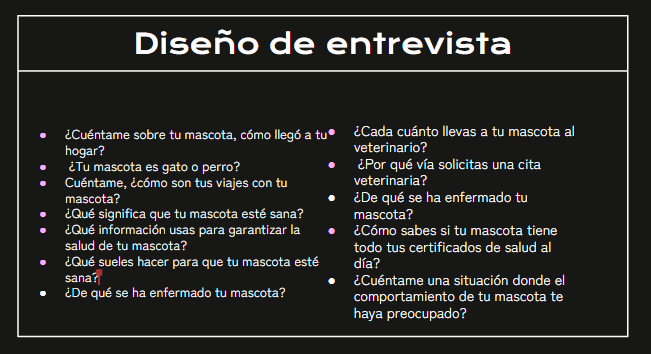 Diseño de entrevista
¿Cuéntame sobre tu mascota, cómo llegó a tu
hogar?
¿Tu mascota es gato o perro?
Cuéntame, ¿cómo son tus viajes con tu
mascota?
¿Qué significa que tu mascota esté sana?
¿Qué información usas para garantizar la
salud de tu mascota?
¿Qué sueles hacer para que tu mascota esté
sana?
¿De qué se ha enfermado tu mascota?
¿Cada cuánto llevas a tu mascota al
veterinario?
¿Por qué vía solicitas una cita
veterinaria?
¿De qué se ha enfermado tu
mascota?
¿Cómo sabes si tu mascota tiene
todo tus certificados de salud al
día?
¿Cuéntame una situación donde el
comportamiento de tu mascota te
haya preocupado?